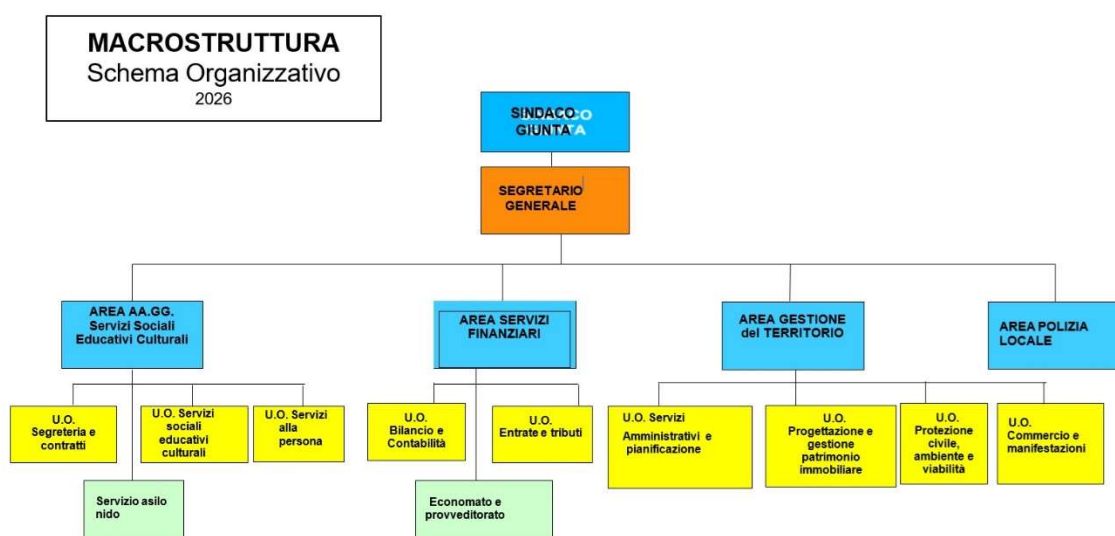 MACROSTRUTTURA
Schema Organizzativo
2026
SINDACO
GIUNTA
SEGRETARIO
GENERALE
AREA AA.GG.
Servizi Sociali
Educativi Culturali
AREA SERVIZI
FINANZIARI
AREA GESTIONE
del TERRITORIO
AREA POLIZIA
LOCALE
U.O.
Segreteria e
contratti
U.O. Servizi
sociali
educativi
culturali
U.O. Servizi
alla
persona
U.O.
Bilancio e
Contabilità
U.O.
Entrate e tributi
U.O. Servizi
Amministrativi e
pianificazione
U.O.
Progettazione e
gestione
patrimonio
immobiliare
U.O.
Protezione
civile,
ambiente e
viabilità
U.O.
Commercio e
manifestazioni
Servizio asilo
nido
Economato e
provveditorato